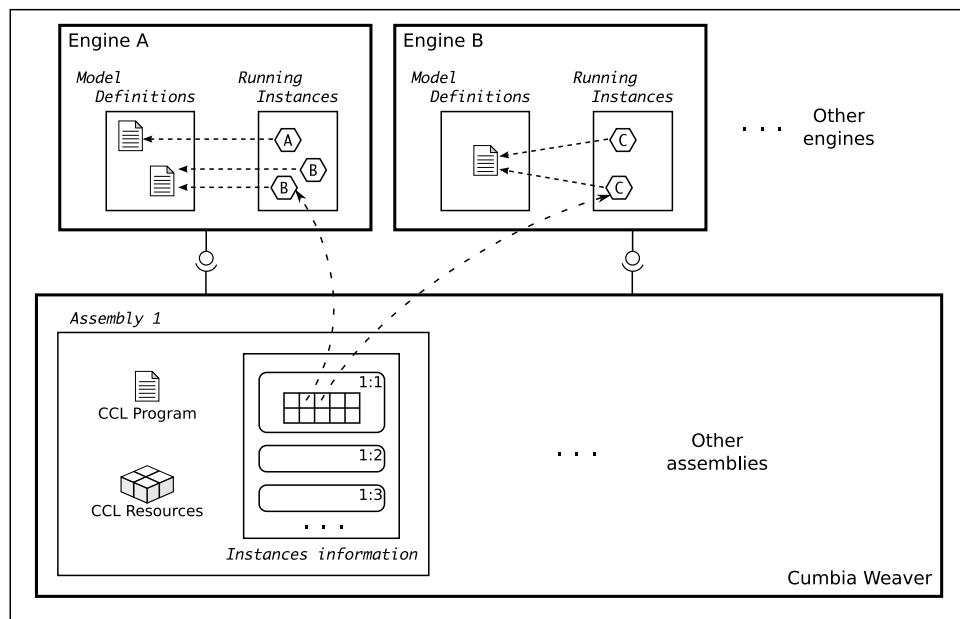 Engine A
Model
Definitions
Running
Instances
A
B
B
Engine B
Model
Definitions
Running
Instances
C
C
. . .
Other
engines
Assembly 1
CCL Program
CCL Resources
1:1
1:2
1:3
. . .
Instances information
. . .
Other
assemblies
Cumbia Weaver